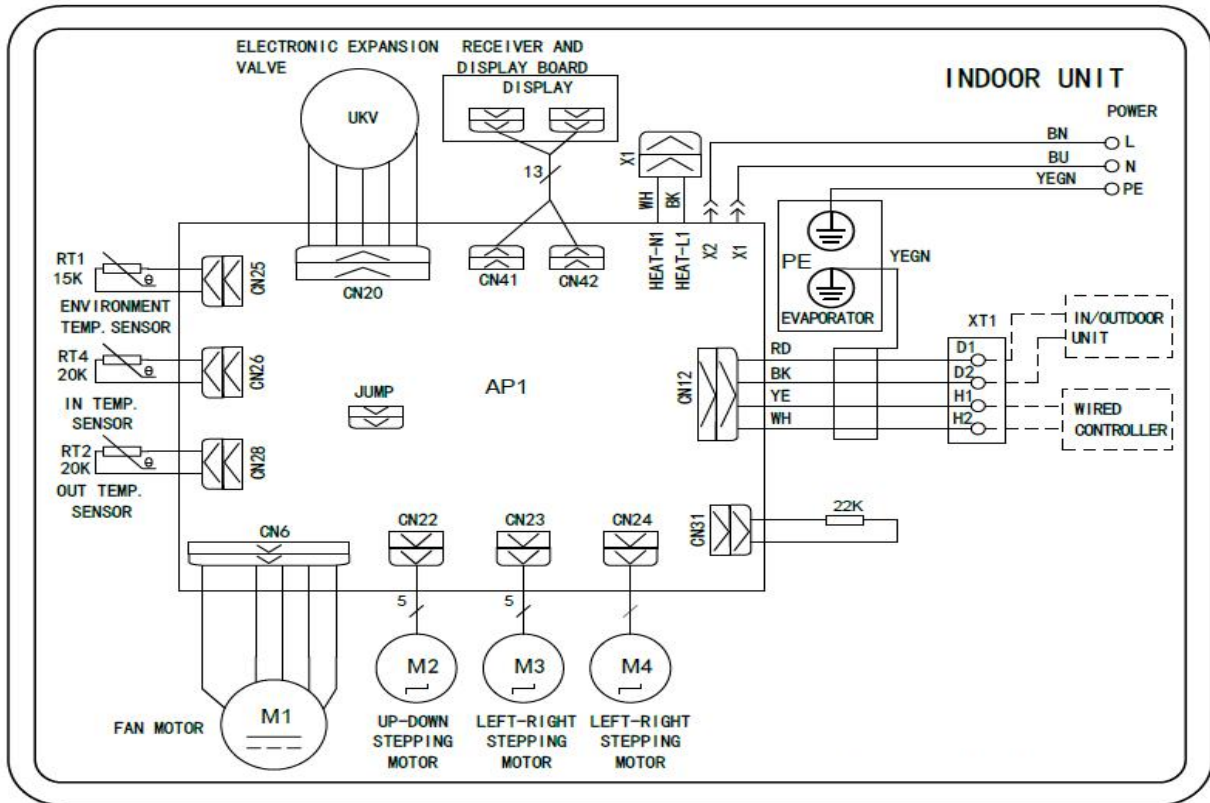 INDOOR UNIT
ELECTRONIC EXPANSION
VALVE
UKV
RECEIVER AND
DISPLAY BOARD
DISPLAY
13
X1
WH
BK
HEAT-N1
HEAT-L1
X2
X1
POWER
BN
L
BU
N
YEGN
PE
PE
YEGN
EVAPORATOR
RT1
15K
ENVIRONMENT
TEMP. SENSOR
CN25
CN20
CN41
CN42
RT4
20K
IN TEMP.
SENSOR
CN26
JUMP
AP1
CN12
RD
BK
YE
WH
XT1
D1
D2
H1
H2
IN/OUTDOOR
UNIT
WIRED
CONTROLLER
RT2
20K
OUT TEMP.
SENSOR
CN28
CN6
CN22
CN23
CN24
CN31
22K
5
5
M1
FAN MOTOR
M2
UP-DOWN
STEPPING
MOTOR
M3
LEFT-RIGHT
STEPPING
MOTOR
M4
LEFT-RIGHT
STEPPING
MOTOR